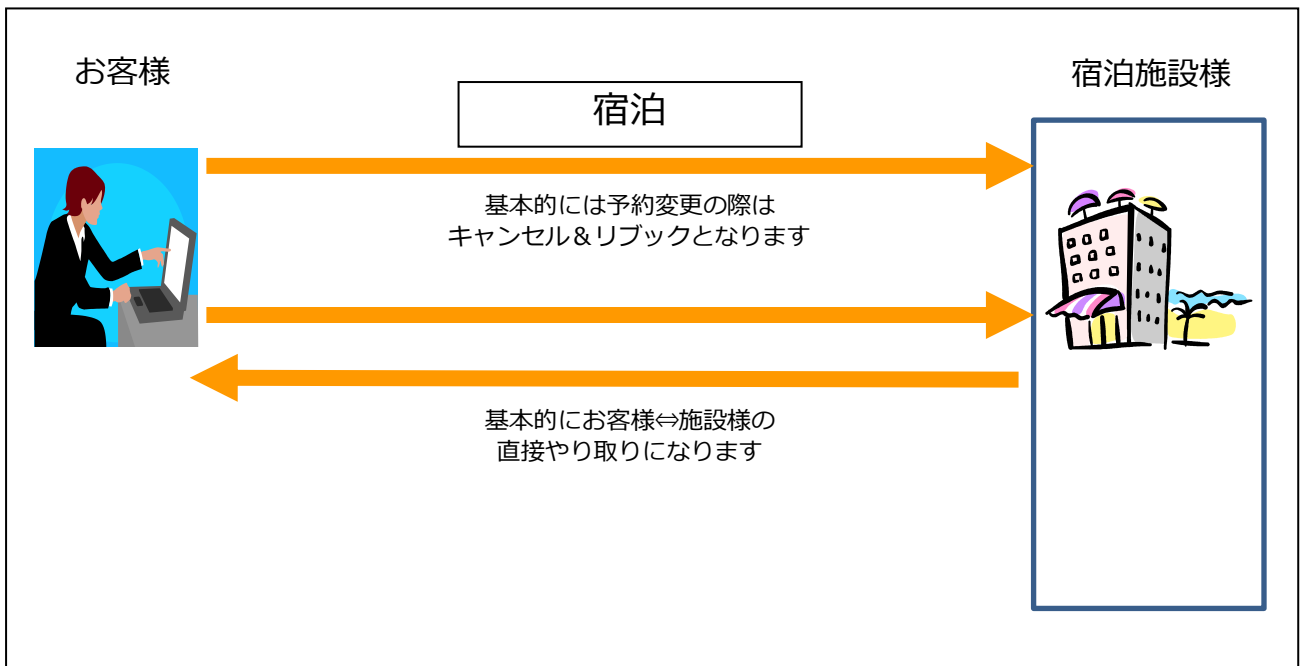 お客様
宿泊施設様
宿泊
基本的には予約変更の際は
キャンセル＆リブックとなります
基本的にお客様⇔施設様の
直接やり取りになります